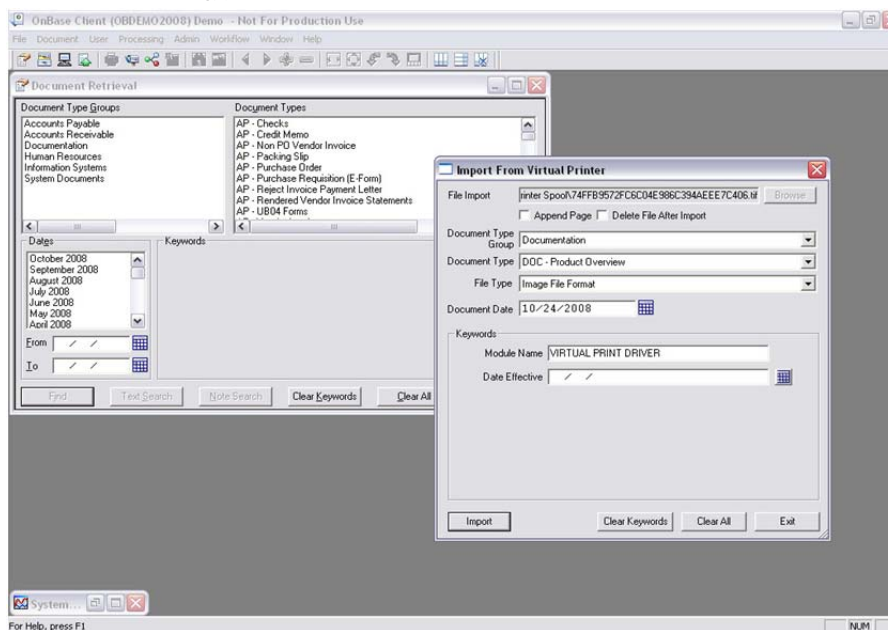 OnBase Client (OBDEMO2008) Demo - Not For Production Use
File Document User Processing Admin Workflow Window Help
Document Retrieval
Document Type Groups
Accounts Payable
Accounts Receivable
Documentation
Human Resources
Information Systems
System Documents
Document Types
AP - Checks
AP - Credit Memo
AP - Non PO Vendor Invoice
AP - Packing Slip
AP - Purchase Order
AP - Purchase Requisition (E-Form)
AP - Reject Invoice Payment Letter
AP - Rendered Vendor Invoice Statements
AP - UB04 Forms
Dates
October 2008
September 2008
August 2008
July 2008
June 2008
May 2008
April 2008
From / /
To / /
Keywords
Find Text Search Note Search Clear Keywords Clear All
Import From Virtual Printer
File Import rinter Spool\74FFB9572FC6C04E986C394AEEE7C406.tif Browse
Append Page Delete File After Import
Document Type Group Documentation
Document Type DOC - Product Overview
File Type Image File Format
Document Date 10/24/2008
Keywords
Module Name VIRTUAL PRINT DRIVER
Date Effective / /
Import Clear Keywords Clear All Exit
System...
For Help, press F1 NUM